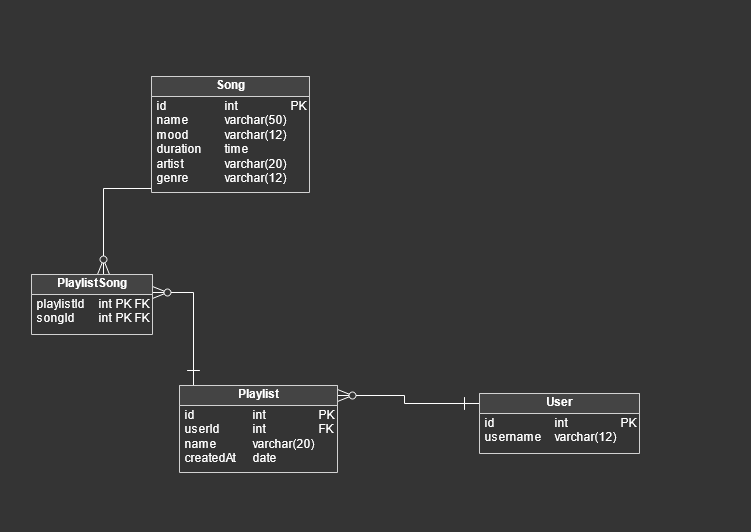 Song
id int PK
name varchar(50)
mood varchar(12)
duration time
artist varchar(20)
genre varchar(12)
PlaylistSong
playlistId int PK FK
songId int PK FK
Playlist
id int PK
userId int FK
name varchar(20)
createdAt date
User
id int PK
username varchar(12)